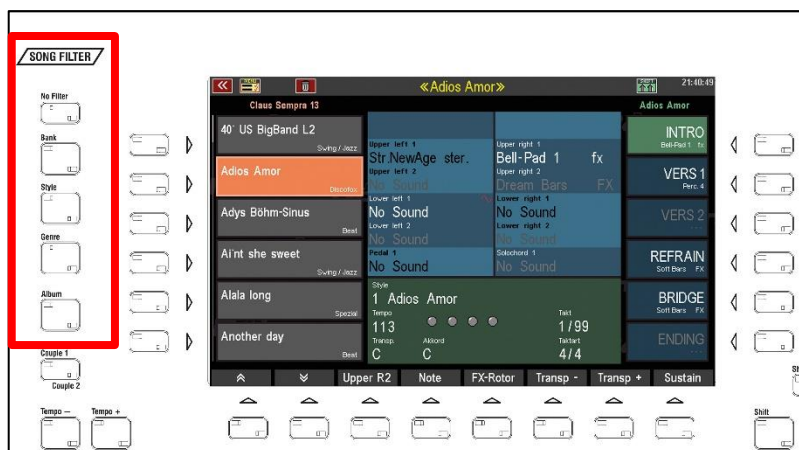 SONG FILTER
No Filter
Bank
Style
Genre
Album
Couple 1
Couple 2
Tempo − Tempo +
MENU
«Adios Amor»
21:40:49
Claus Sempra 13
Adios Amor
40˜ US BigBand L2
Swing / Jazz
Adios Amor
Discofox
Adys Böhm-Sinus
Beat
Ai'nt she sweet
Swing / Jazz
Alala long
Spezial
Another day
Beat
Upper left 1
Str.NewAge ster.
Upper left 2
No Sound
Lower left 1
No Sound
Lower left 2
No Sound
Pedal 1
No Sound
Upper right 1
Bell-Pad 1 fx
Upper right 2
Dream Bars FX
Lower right 1
No Sound
Lower right 2
No Sound
Solochord 1
No Sound
Style
1 Adios Amor
Tempo
113
Takt
1/99
Transp. Akkord Taktart
C C 4/4
INTRO
Bell-Pad 1 fx
VERS 1
Perc. 4
VERS 2
REFRAIN
Soft Bars FX
BRIDGE
Soft Bars FX
ENDING
Upper R2 Note FX-Rotor Transp - Transp + Sustain
Shift